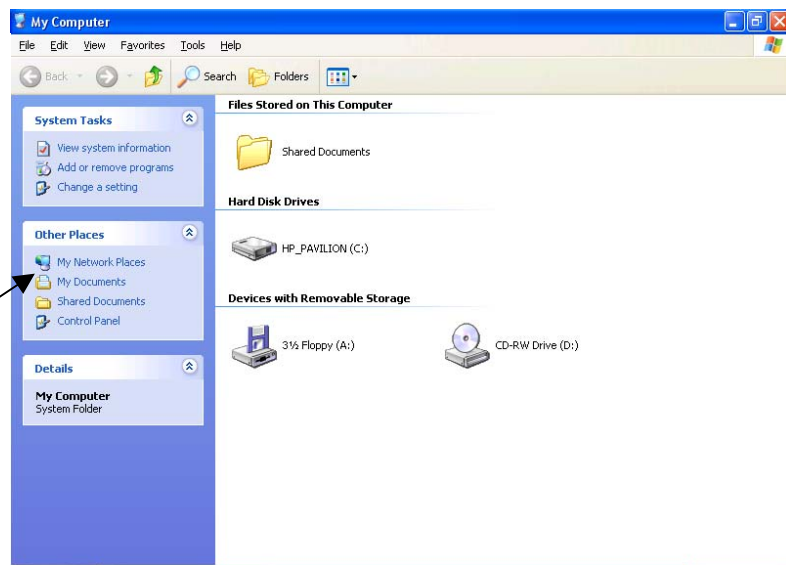 My Computer
File Edit View Favorites Tools Help
Back Search Folders
System Tasks
View system information
Add or remove programs
Change a setting
Other Places
My Network Places
My Documents
Shared Documents
Control Panel
Details
My Computer
System Folder
Files Stored on This Computer
Shared Documents
Hard Disk Drives
HP_PAVILION (C:)
Devices with Removable Storage
3½ Floppy (A:) CD-RW Drive (D:)